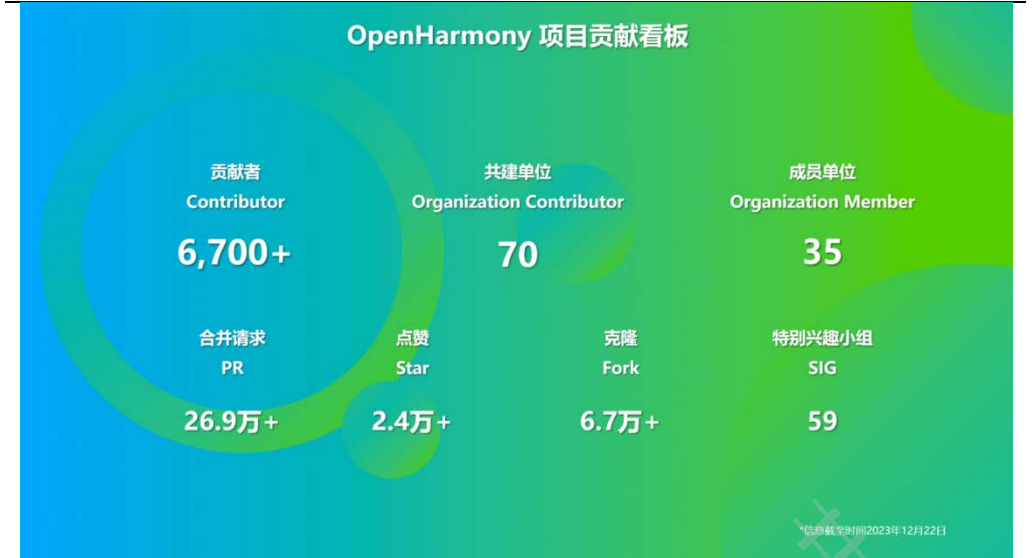 OpenHarmony 项目贡献看板
贡献者
Contributor
6,700+
共建单位
Organization Contributor
70
成员单位
Organization Member
35
合并请求
PR
26.9万+
点赞
Star
2.4万+
克隆
Fork
6.7万+
特别兴趣小组
SIG
59
*信息截至时间2023年12月22日